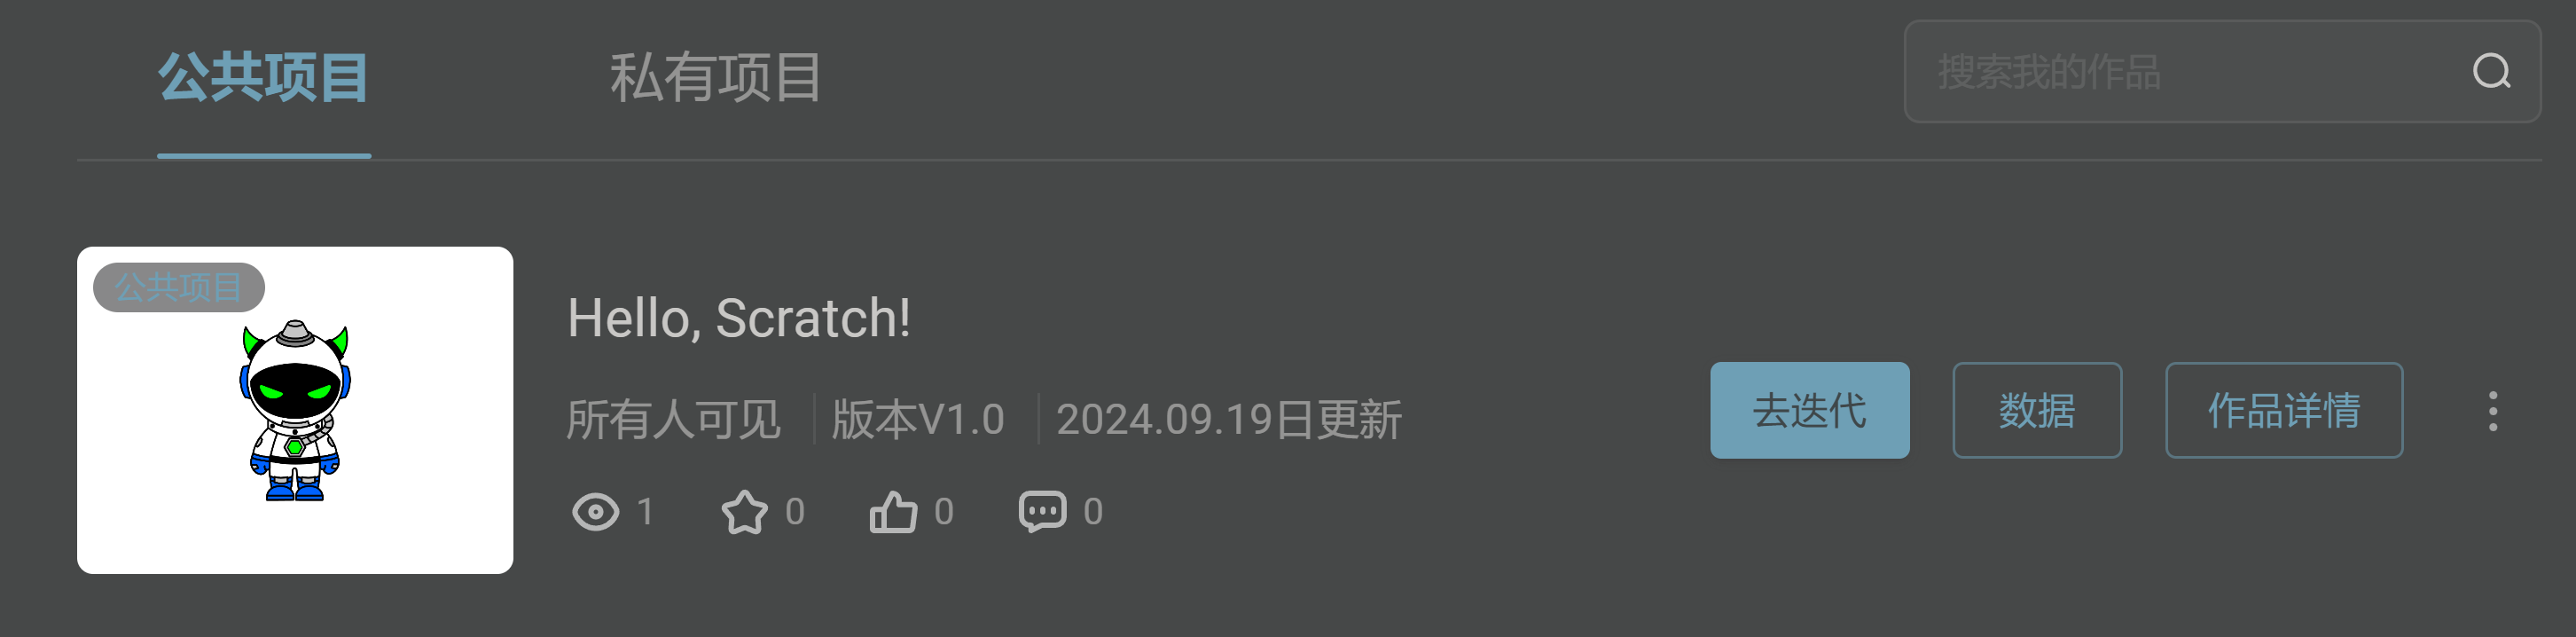 公共项目 私有项目 搜索我的作品
公共项目
Hello, Scratch!
所有人可见 版本V1.0 2024.09.19日更新
1 0 0 0
去迭代 数据 作品详情